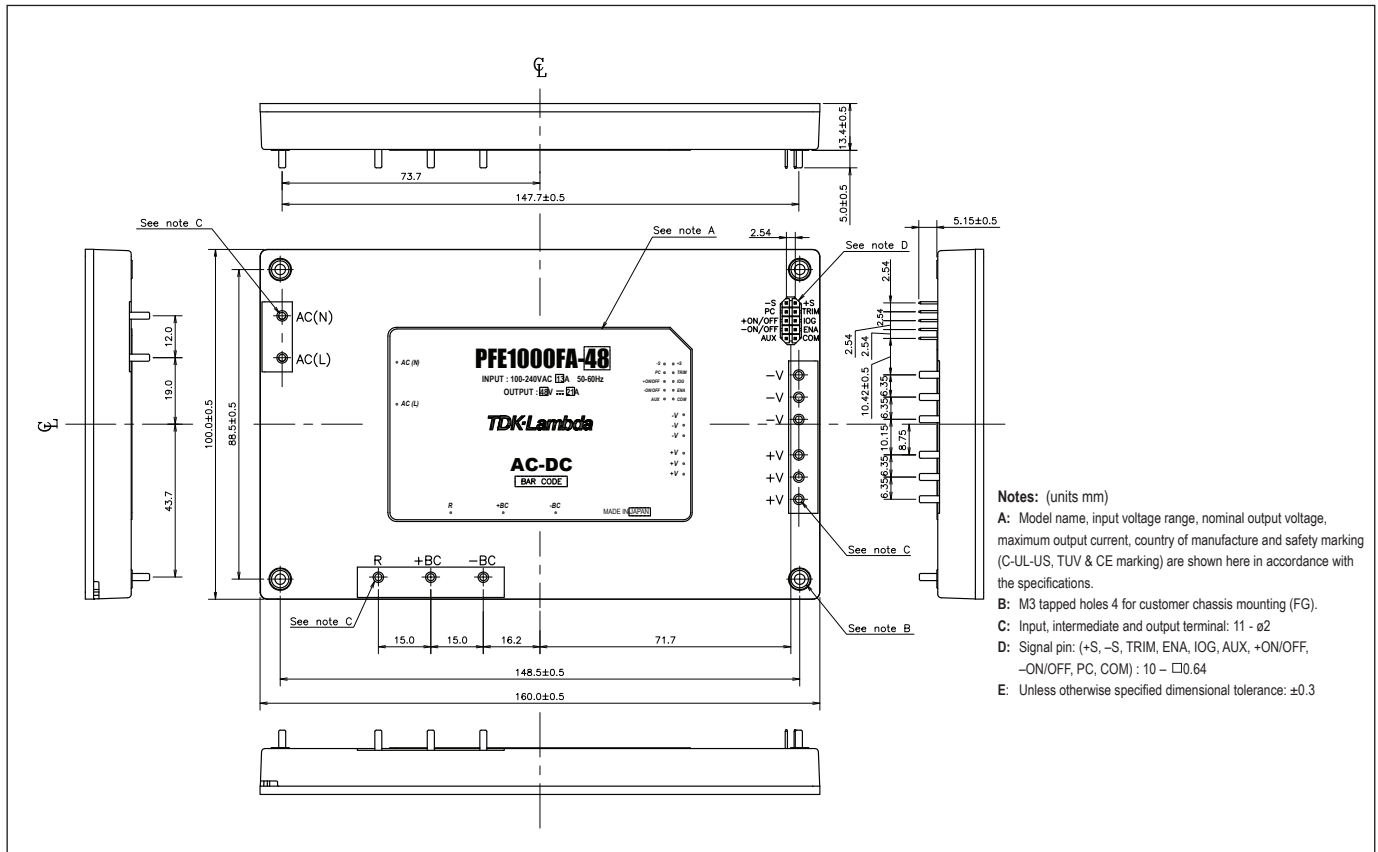 ℄
13.4±0.5
5.0±0.5
73.7
147.7±0.5
See note C
See note A
2.54
See note D
5.15±0.5
2.54
2.54
2.54
2.54
10.42±0.5
6.35
6.35
10.15
8.75
6.35
6.35
12.0
19.0
43.7
℄
100.0±0.5
88.5±0.5
AC(N)
AC(L)
-S +S
PC TRIM
+ON/OFF IOG
-ON/OFF ENA
AUX COM
-V
-V
-V
+V
+V
+V
PFE1000FA-48
INPUT : 100-240VAC 13A 50-60Hz
OUTPUT : 48V 21A
TDK-Lambda
AC-DC
BAR CODE
AC (N)
AC (L)
-S +S
PC TRIM
+ON/OFF IOG
-ON/OFF ENA
AUX COM
-V
-V
-V
+V
+V
+V
R +BC -BC
MADE IN JAPAN
R +BC -BC
See note C
See note C
See note B
15.0
15.0
16.2
71.7
148.5±0.5
160.0±0.5
Notes: (units mm)
A: Model name, input voltage range, nominal output voltage,
maximum output current, country of manufacture and safety marking
(C-UL-US, TUV & CE marking) are shown here in accordance with
the specifications.
B: M3 tapped holes 4 for customer chassis mounting (FG).
C: Input, intermediate and output terminal: 11 - ø2
D: Signal pin: (+S, –S, TRIM, ENA, IOG, AUX, +ON/OFF,
–ON/OFF, PC, COM) : 10 – □0.64
E: Unless otherwise specified dimensional tolerance: ±0.3